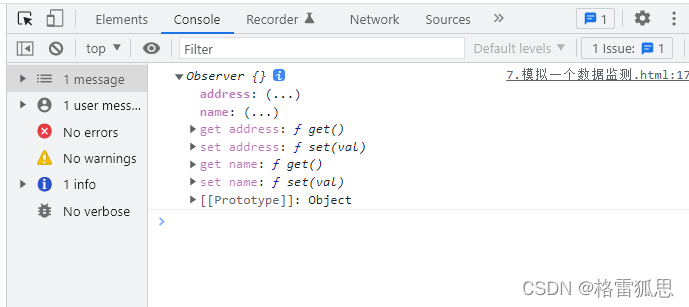 Elements Console Recorder Network Sources » 1
top Filter Default levels 1 Issue: 1
1 message
1 user mess...
No errors
No warnings
1 info
No verbose
Observer {} i 7.模拟一个数据监测.html:17
address: (...)
name: (...)
get address: ƒ get()
set address: ƒ set(val)
get name: ƒ get()
set name: ƒ set(val)
[[Prototype]]: Object
CSDN @格雷狐思